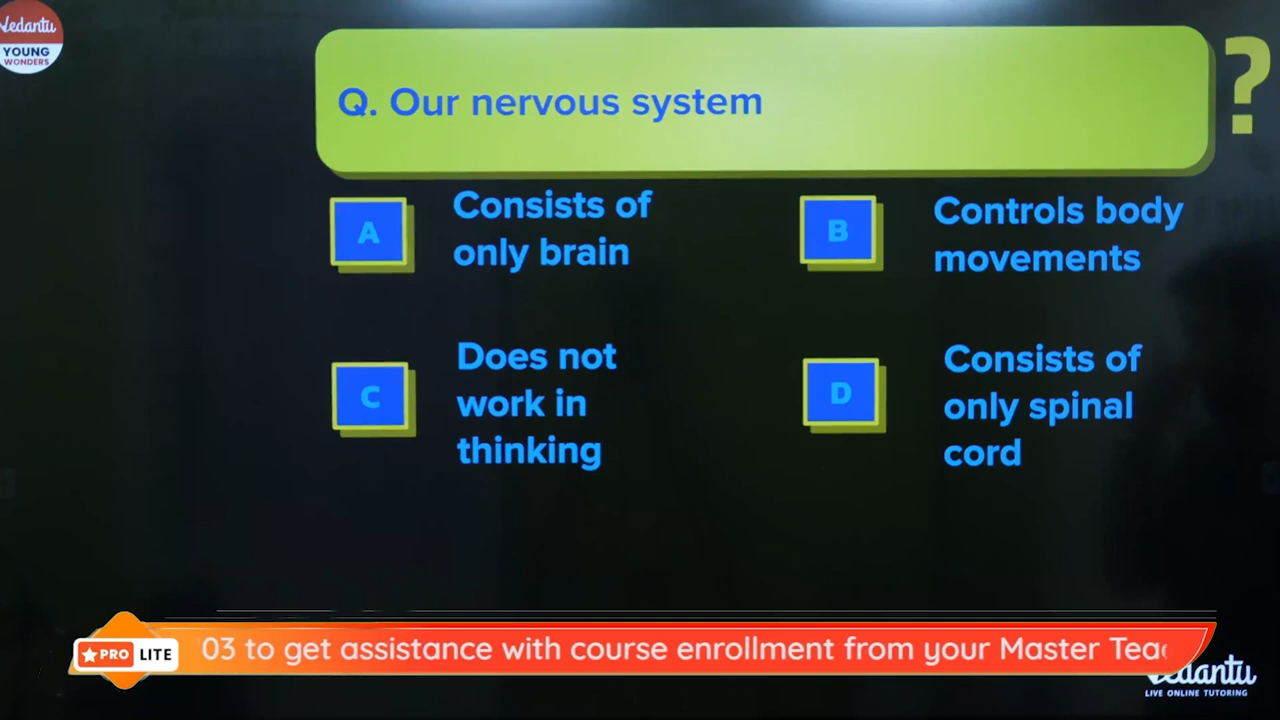 Vedantu
YOUNG
WONDERS
Q. Our nervous system
?
A
Consists of
only brain
B
Controls body
movements
C
Does not
work in
thinking
D
Consists of
only spinal
cord
PRO LITE
03 to get assistance with course enrollment from your Master
Vedantu
LIVE ONLINE TUTORING